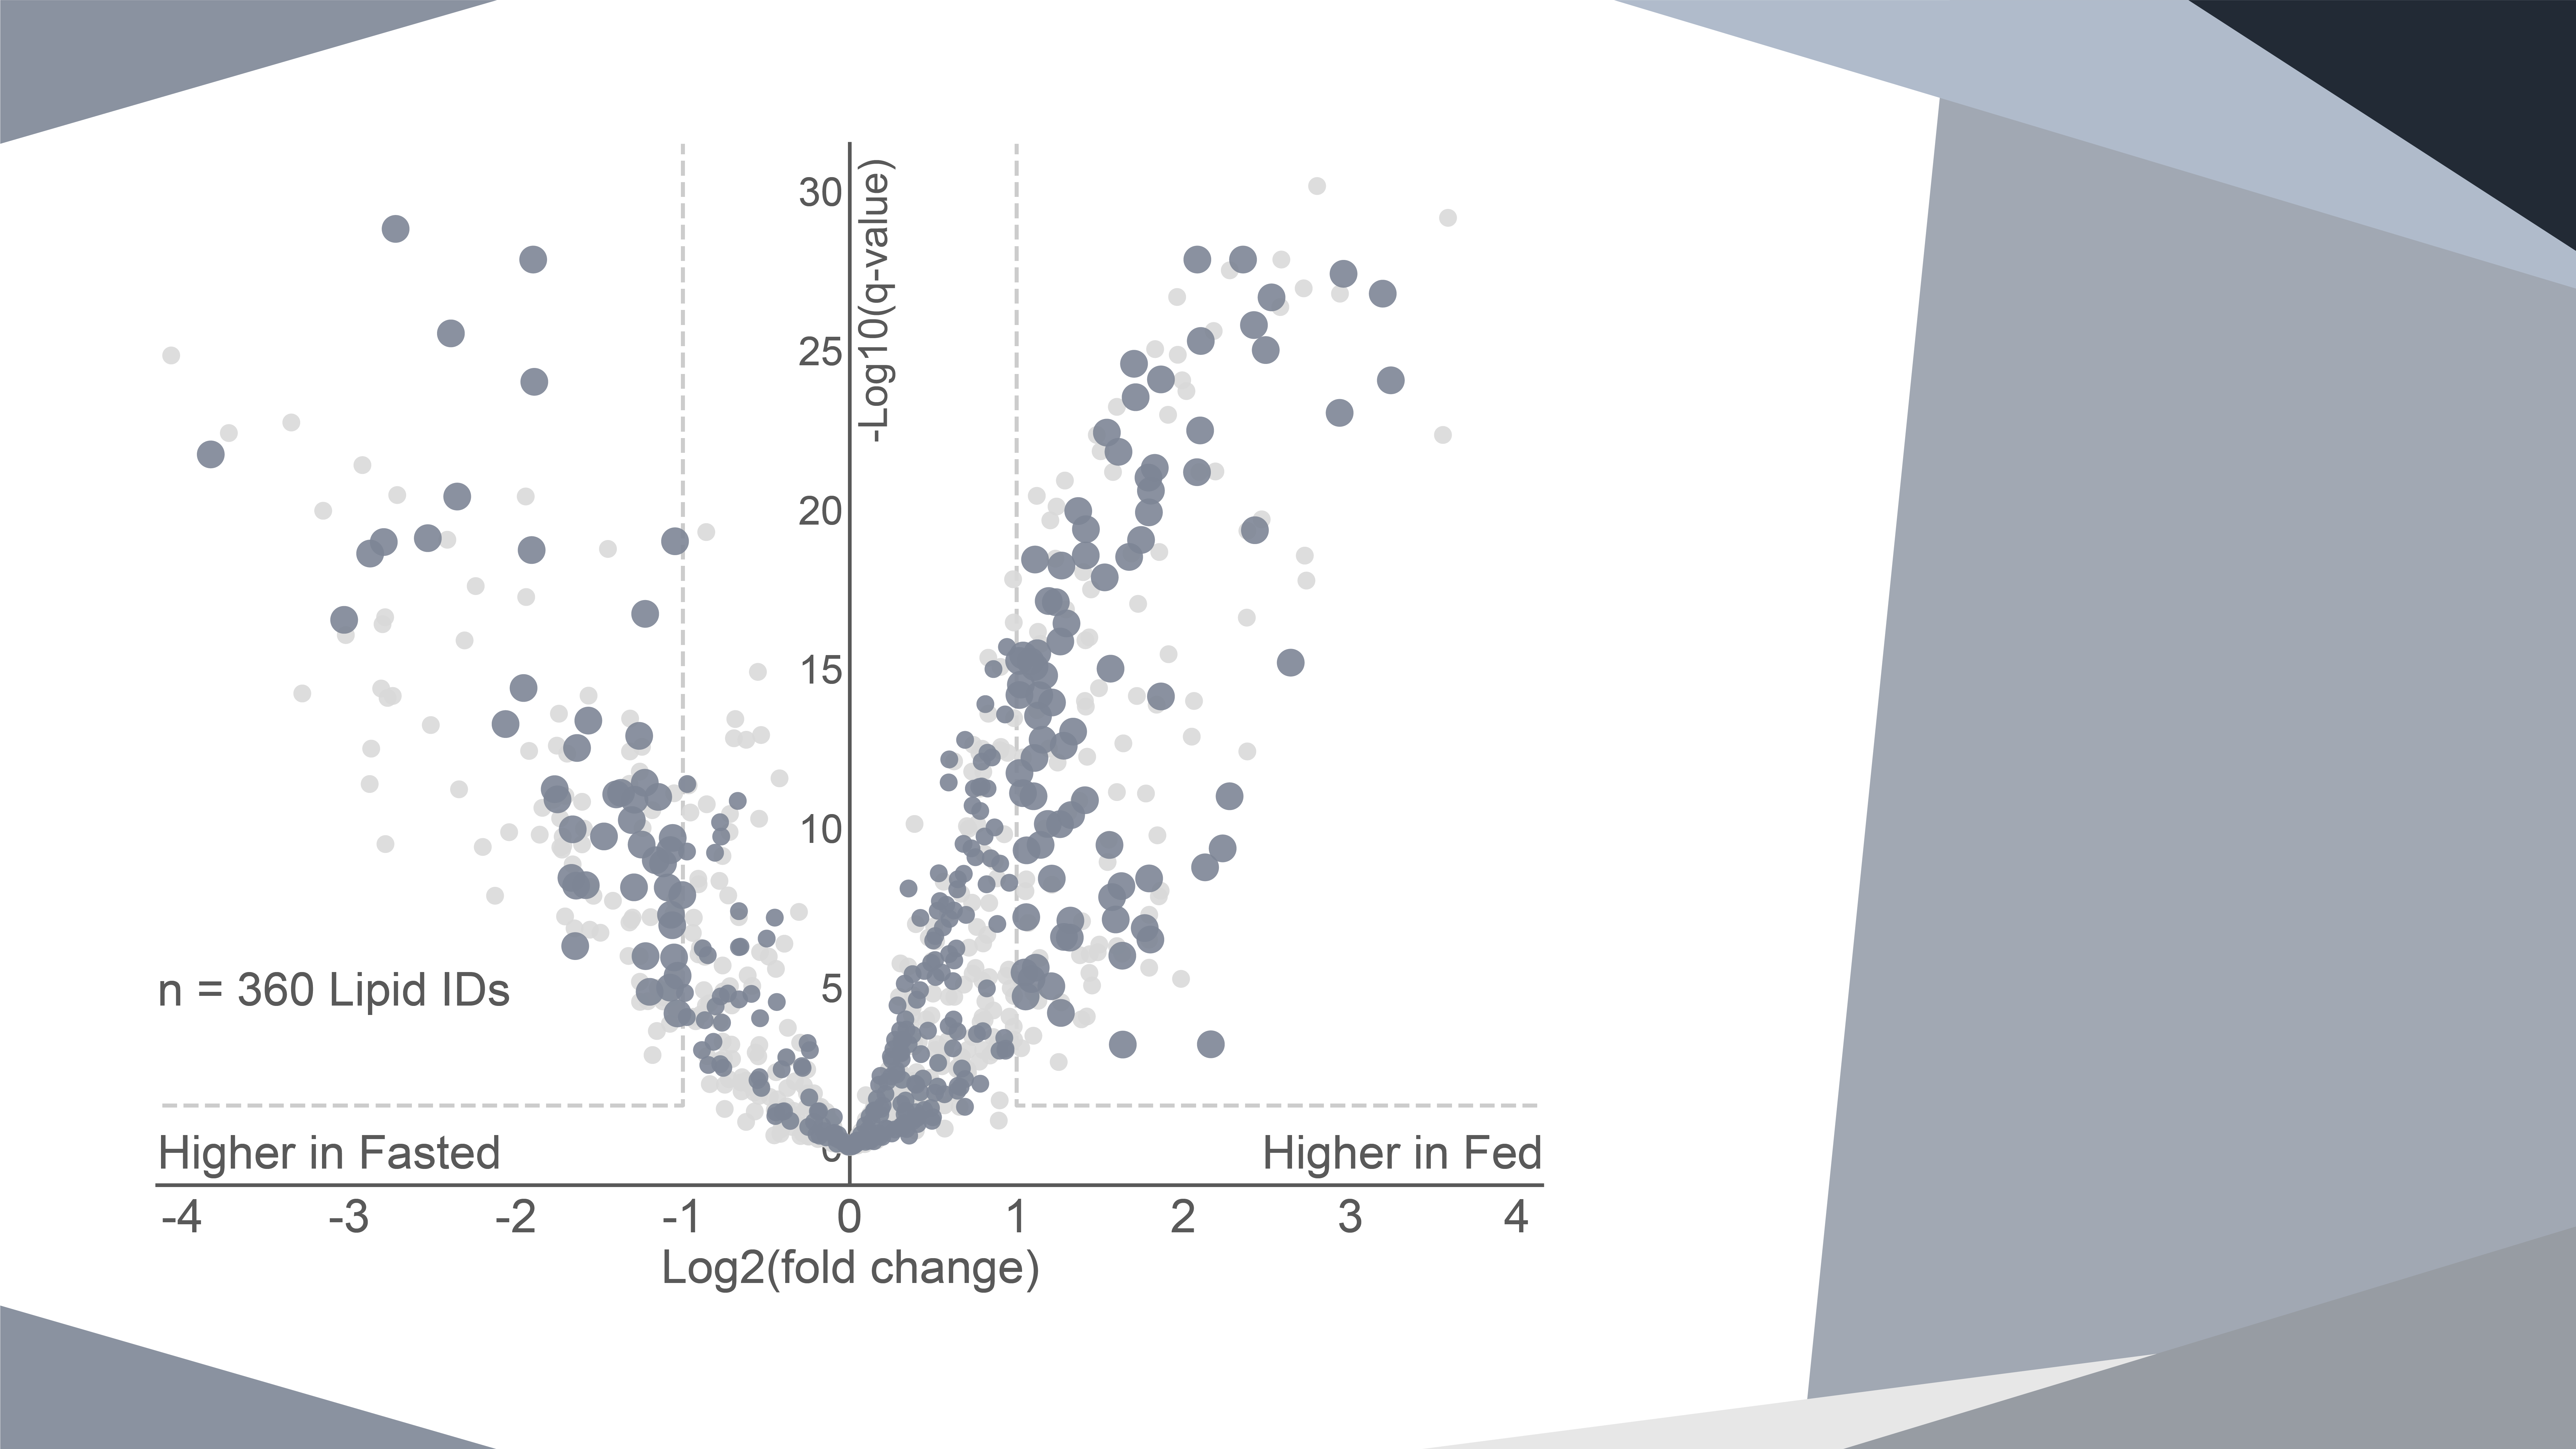 -Log10(q-value)
30
25
20
15
10
5
0
n = 360 Lipid IDs
Higher in Fasted
Higher in Fed
-4 -3 -2 -1 0 1 2 3 4
Log2(fold change)